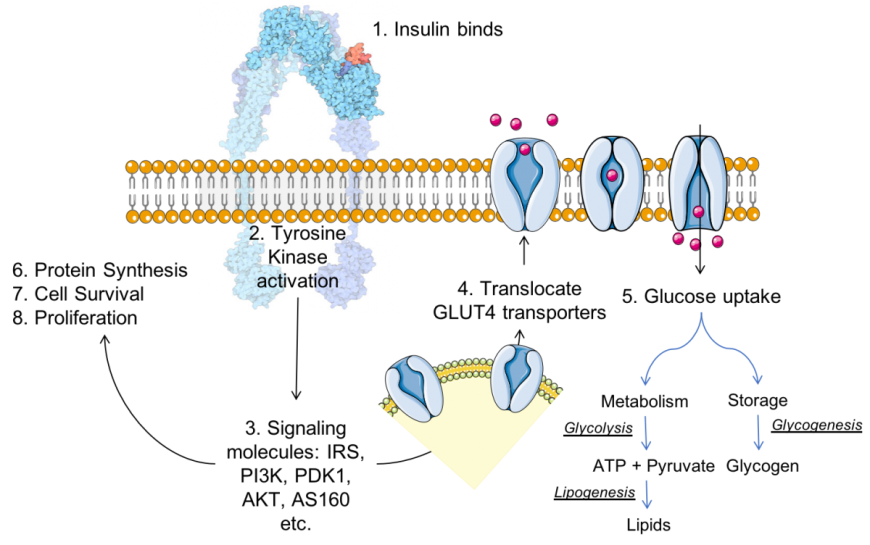 1. Insulin binds
2. Tyrosine
Kinase
activation
6. Protein Synthesis
7. Cell Survival
8. Proliferation
4. Translocate
GLUT4 transporters
5. Glucose uptake
3. Signaling
molecules: IRS,
PI3K, PDK1,
AKT, AS160
etc.
Metabolism
Storage
Glycolysis
Glycogenesis
ATP + Pyruvate
Glycogen
Lipogenesis
Lipids